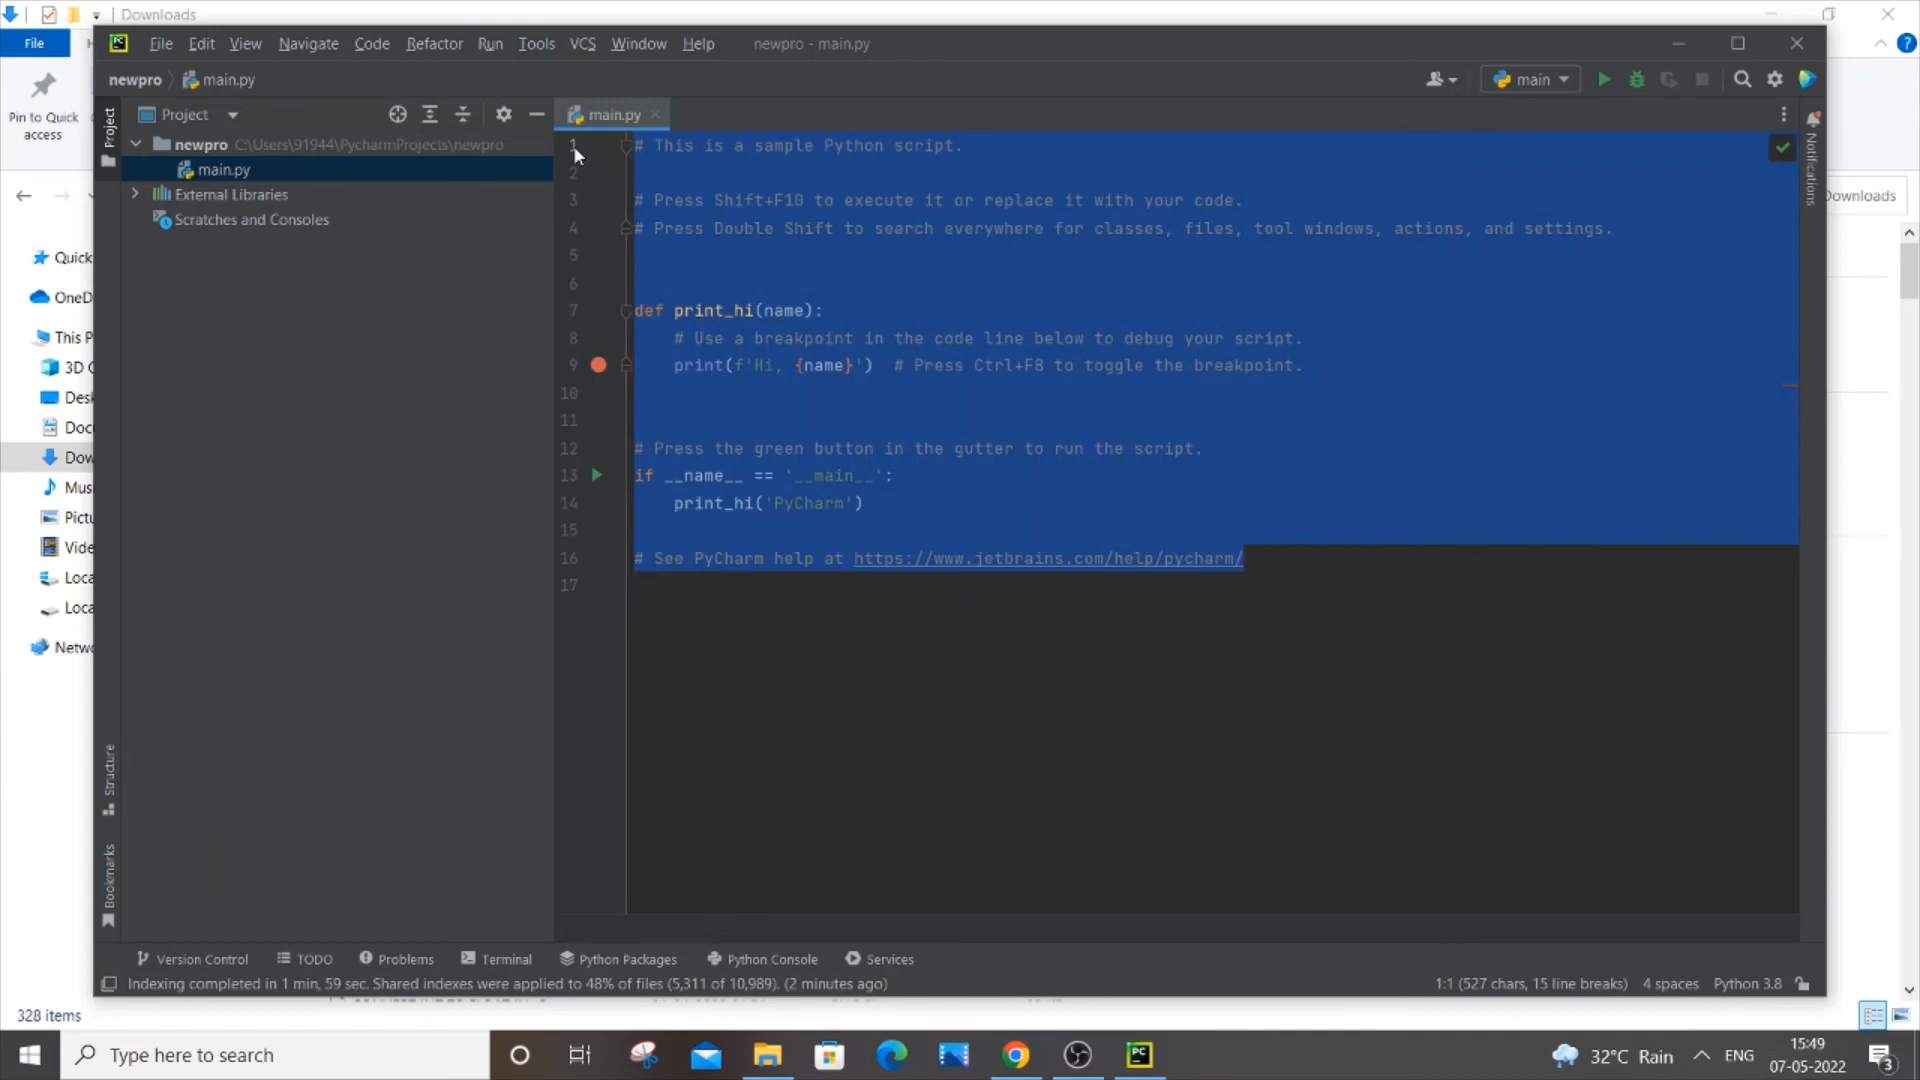 Downloads
File
File Edit View Navigate Code Refactor Run Tools VCS Window Help newpro - main.py
newpro main.py
main
Pin to Quick
access
Project
Project
main.py
newpro C:\Users\91944\PycharmProjects\newpro
main.py
External Libraries
Scratches and Consoles
Notifications
Downloads
1 # This is a sample Python script.
2
3 # Press Shift+F10 to execute it or replace it with your code.
4 # Press Double Shift to search everywhere for classes, files, tool windows, actions, and settings.
5
6
7 def print_hi(name):
8 # Use a breakpoint in the code line below to debug your script.
9 print(f'Hi, {name}') # Press Ctrl+F8 to toggle the breakpoint.
10
11
12 # Press the green button in the gutter to run the script.
13 if __name__ == '__main__':
14 print_hi('PyCharm')
15
16 # See PyCharm help at https://www.jetbrains.com/help/pycharm/
17
Quick
OneD
This P
3D
Desk
Docu
Dow
Musi
Pictu
Vide
Loca
Loca
Netwo
Structure
Bookmarks
Version Control TODO Problems Terminal Python Packages Python Console Services
Indexing completed in 1 min, 59 sec. Shared indexes were applied to 48% of files (5,311 of 10,989). (2 minutes ago)
1:1 (527 chars, 15 line breaks) 4 spaces Python 3.8
328 items
Type here to search
32°C Rain
ENG
15:49
07-05-2022
3